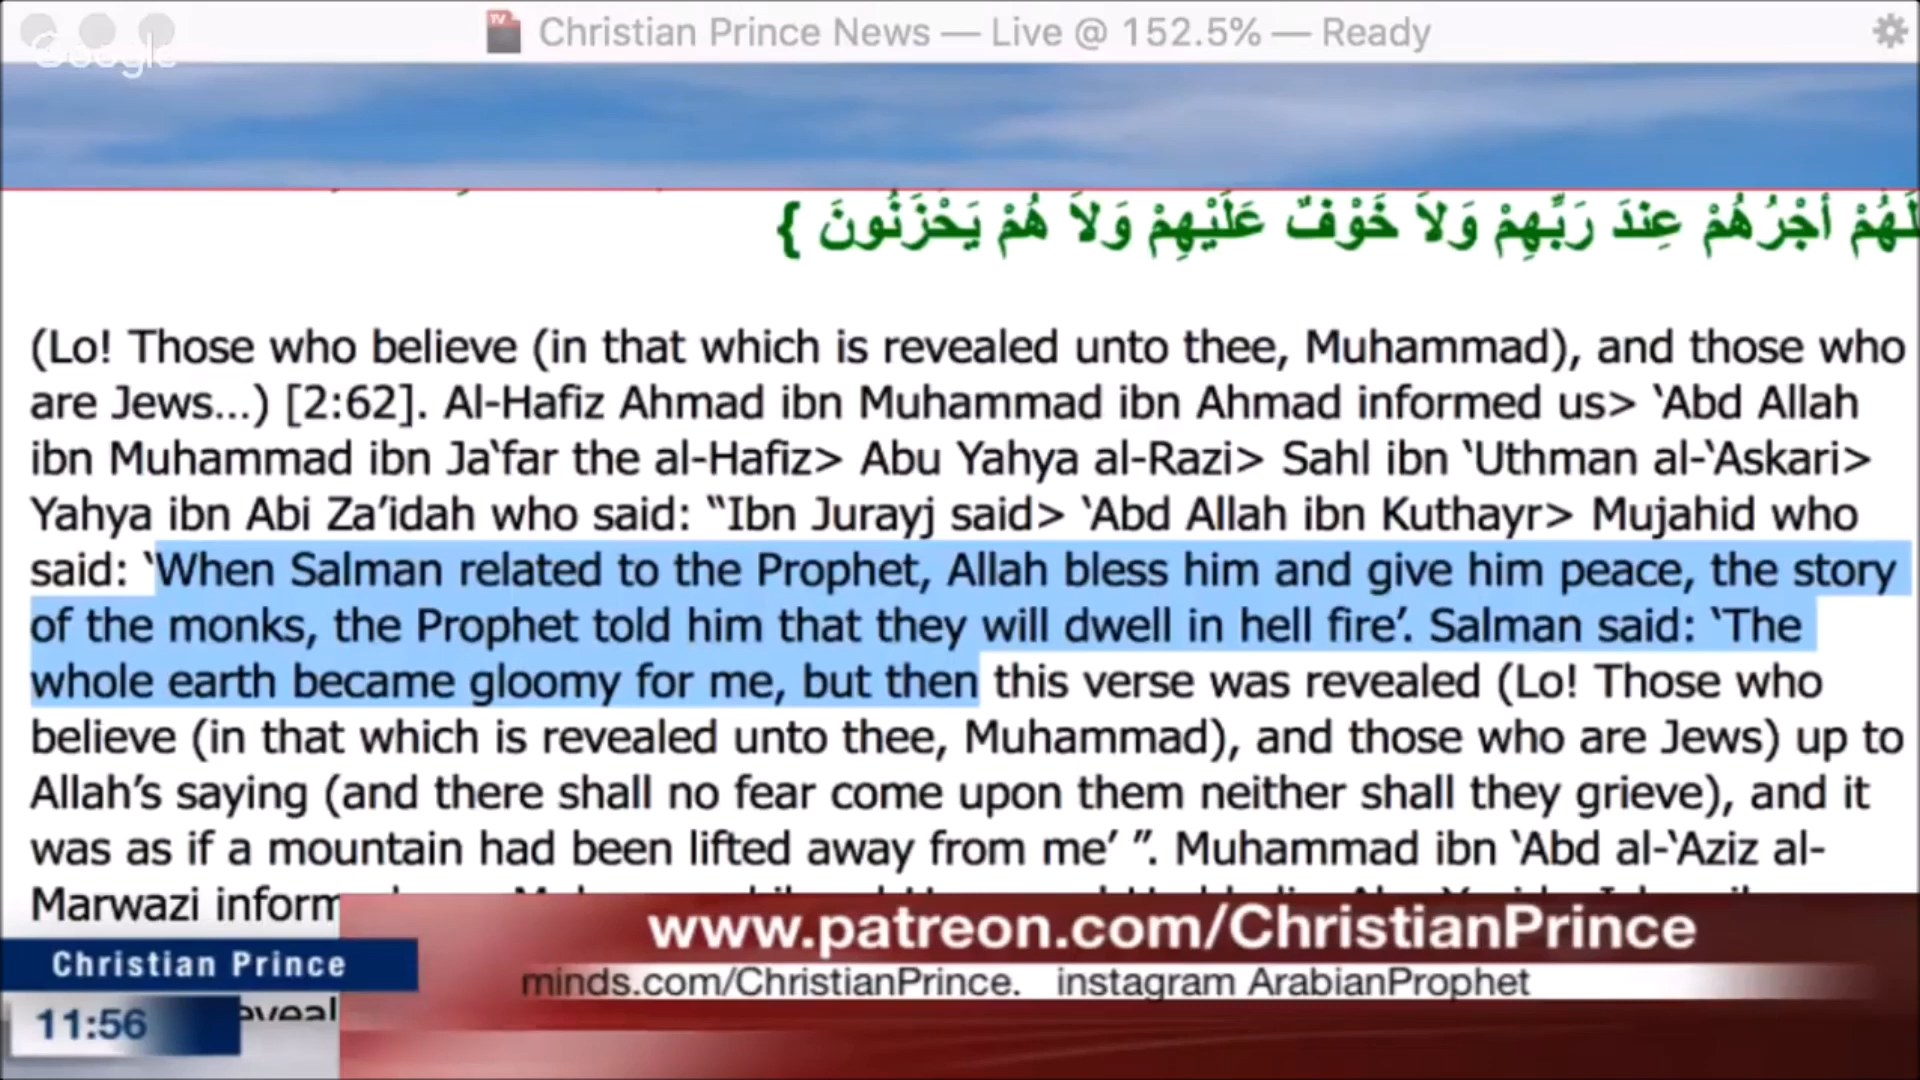 Christian Prince News — Live @ 152.5% — Ready
Google
لَهُمْ أَجْرُهُمْ عِندَ رَبِّهِمْ وَلاَ خَوْفٌ عَلَيْهِمْ وَلاَ هُمْ يَحْزَنُونَ }
(Lo! Those who believe (in that which is revealed unto thee, Muhammad), and those who
are Jews...) [2:62]. Al-Hafiz Ahmad ibn Muhammad ibn Ahmad informed us> ‘Abd Allah
ibn Muhammad ibn Ja‘far the al-Hafiz> Abu Yahya al-Razi> Sahl ibn ‘Uthman al-‘Askari>
Yahya ibn Abi Za’idah who said: “Ibn Jurayj said> ‘Abd Allah ibn Kuthayr> Mujahid who
said: ‘When Salman related to the Prophet, Allah bless him and give him peace, the story
of the monks, the Prophet told him that they will dwell in hell fire’. Salman said: ‘The
whole earth became gloomy for me, but then this verse was revealed (Lo! Those who
believe (in that which is revealed unto thee, Muhammad), and those who are Jews) up to
Allah’s saying (and there shall no fear come upon them neither shall they grieve), and it
was as if a mountain had been lifted away from me’ ”. Muhammad ibn ‘Abd al-‘Aziz al-
Marwazi inform
www.patreon.com/ChristianPrince
Christian Prince
minds.com/ChristianPrince. instagram ArabianProphet
11:56